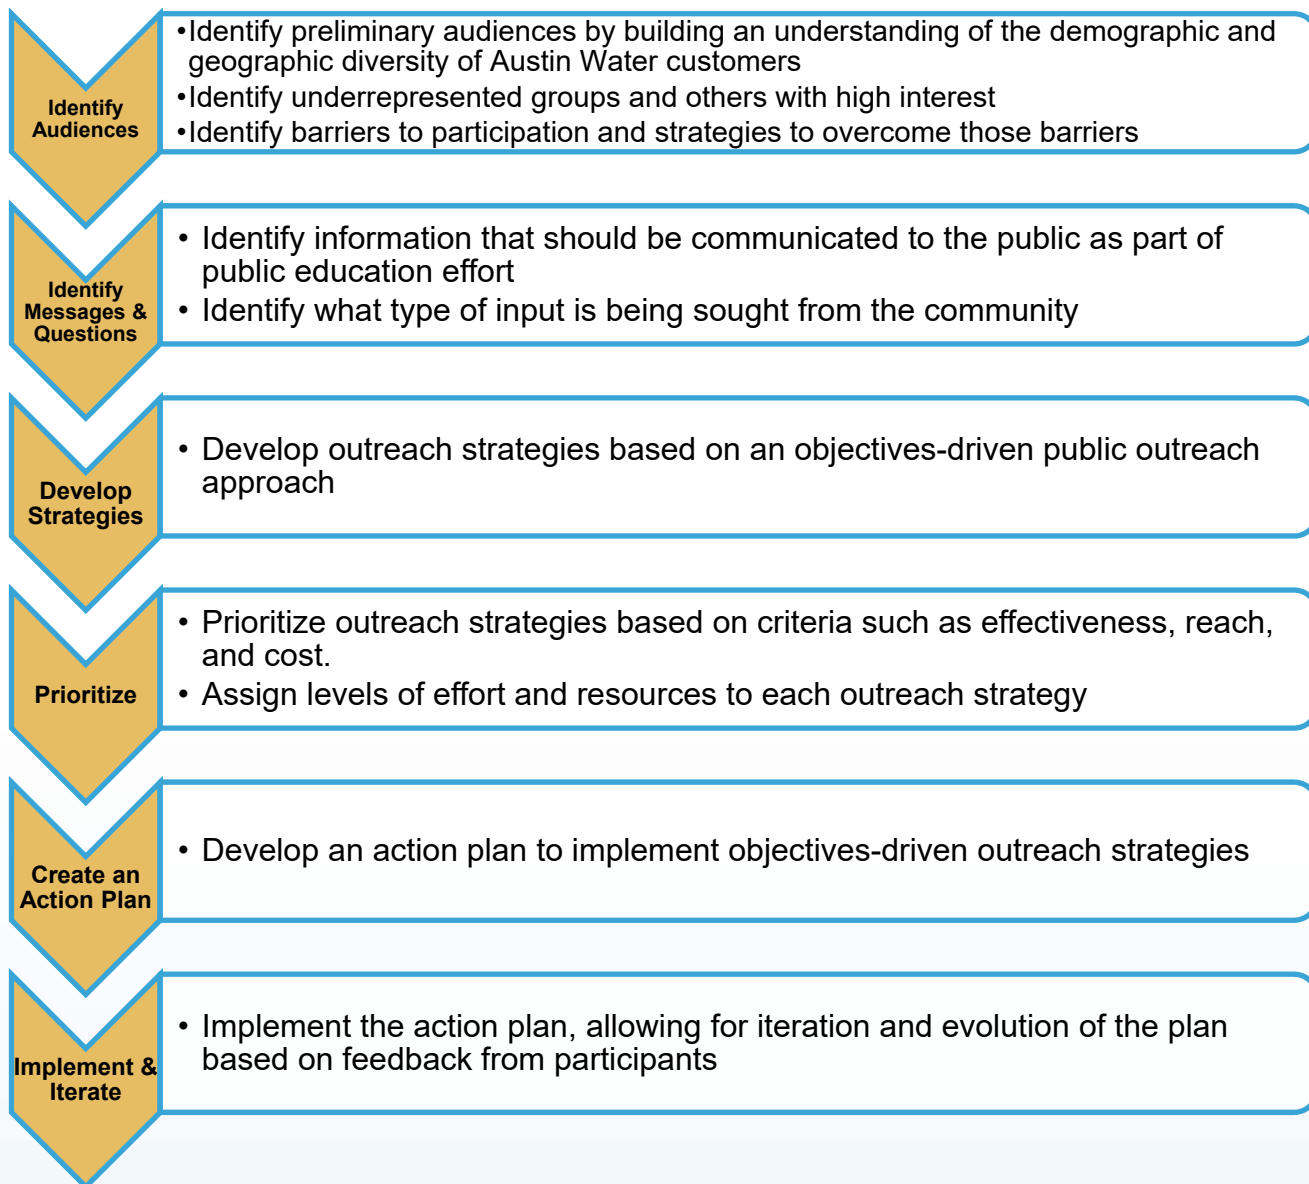 Identify
Audiences
•Identify preliminary audiences by building an understanding of the demographic and
geographic diversity of Austin Water customers
•Identify underrepresented groups and others with high interest
•Identify barriers to participation and strategies to overcome those barriers
Identify
Messages &
Questions
• Identify information that should be communicated to the public as part of
public education effort
• Identify what type of input is being sought from the community
Develop
Strategies
• Develop outreach strategies based on an objectives-driven public outreach
approach
Prioritize
• Prioritize outreach strategies based on criteria such as effectiveness, reach,
and cost.
• Assign levels of effort and resources to each outreach strategy
Create an
Action Plan
• Develop an action plan to implement objectives-driven outreach strategies
Implement &
Iterate
• Implement the action plan, allowing for iteration and evolution of the plan
based on feedback from participants